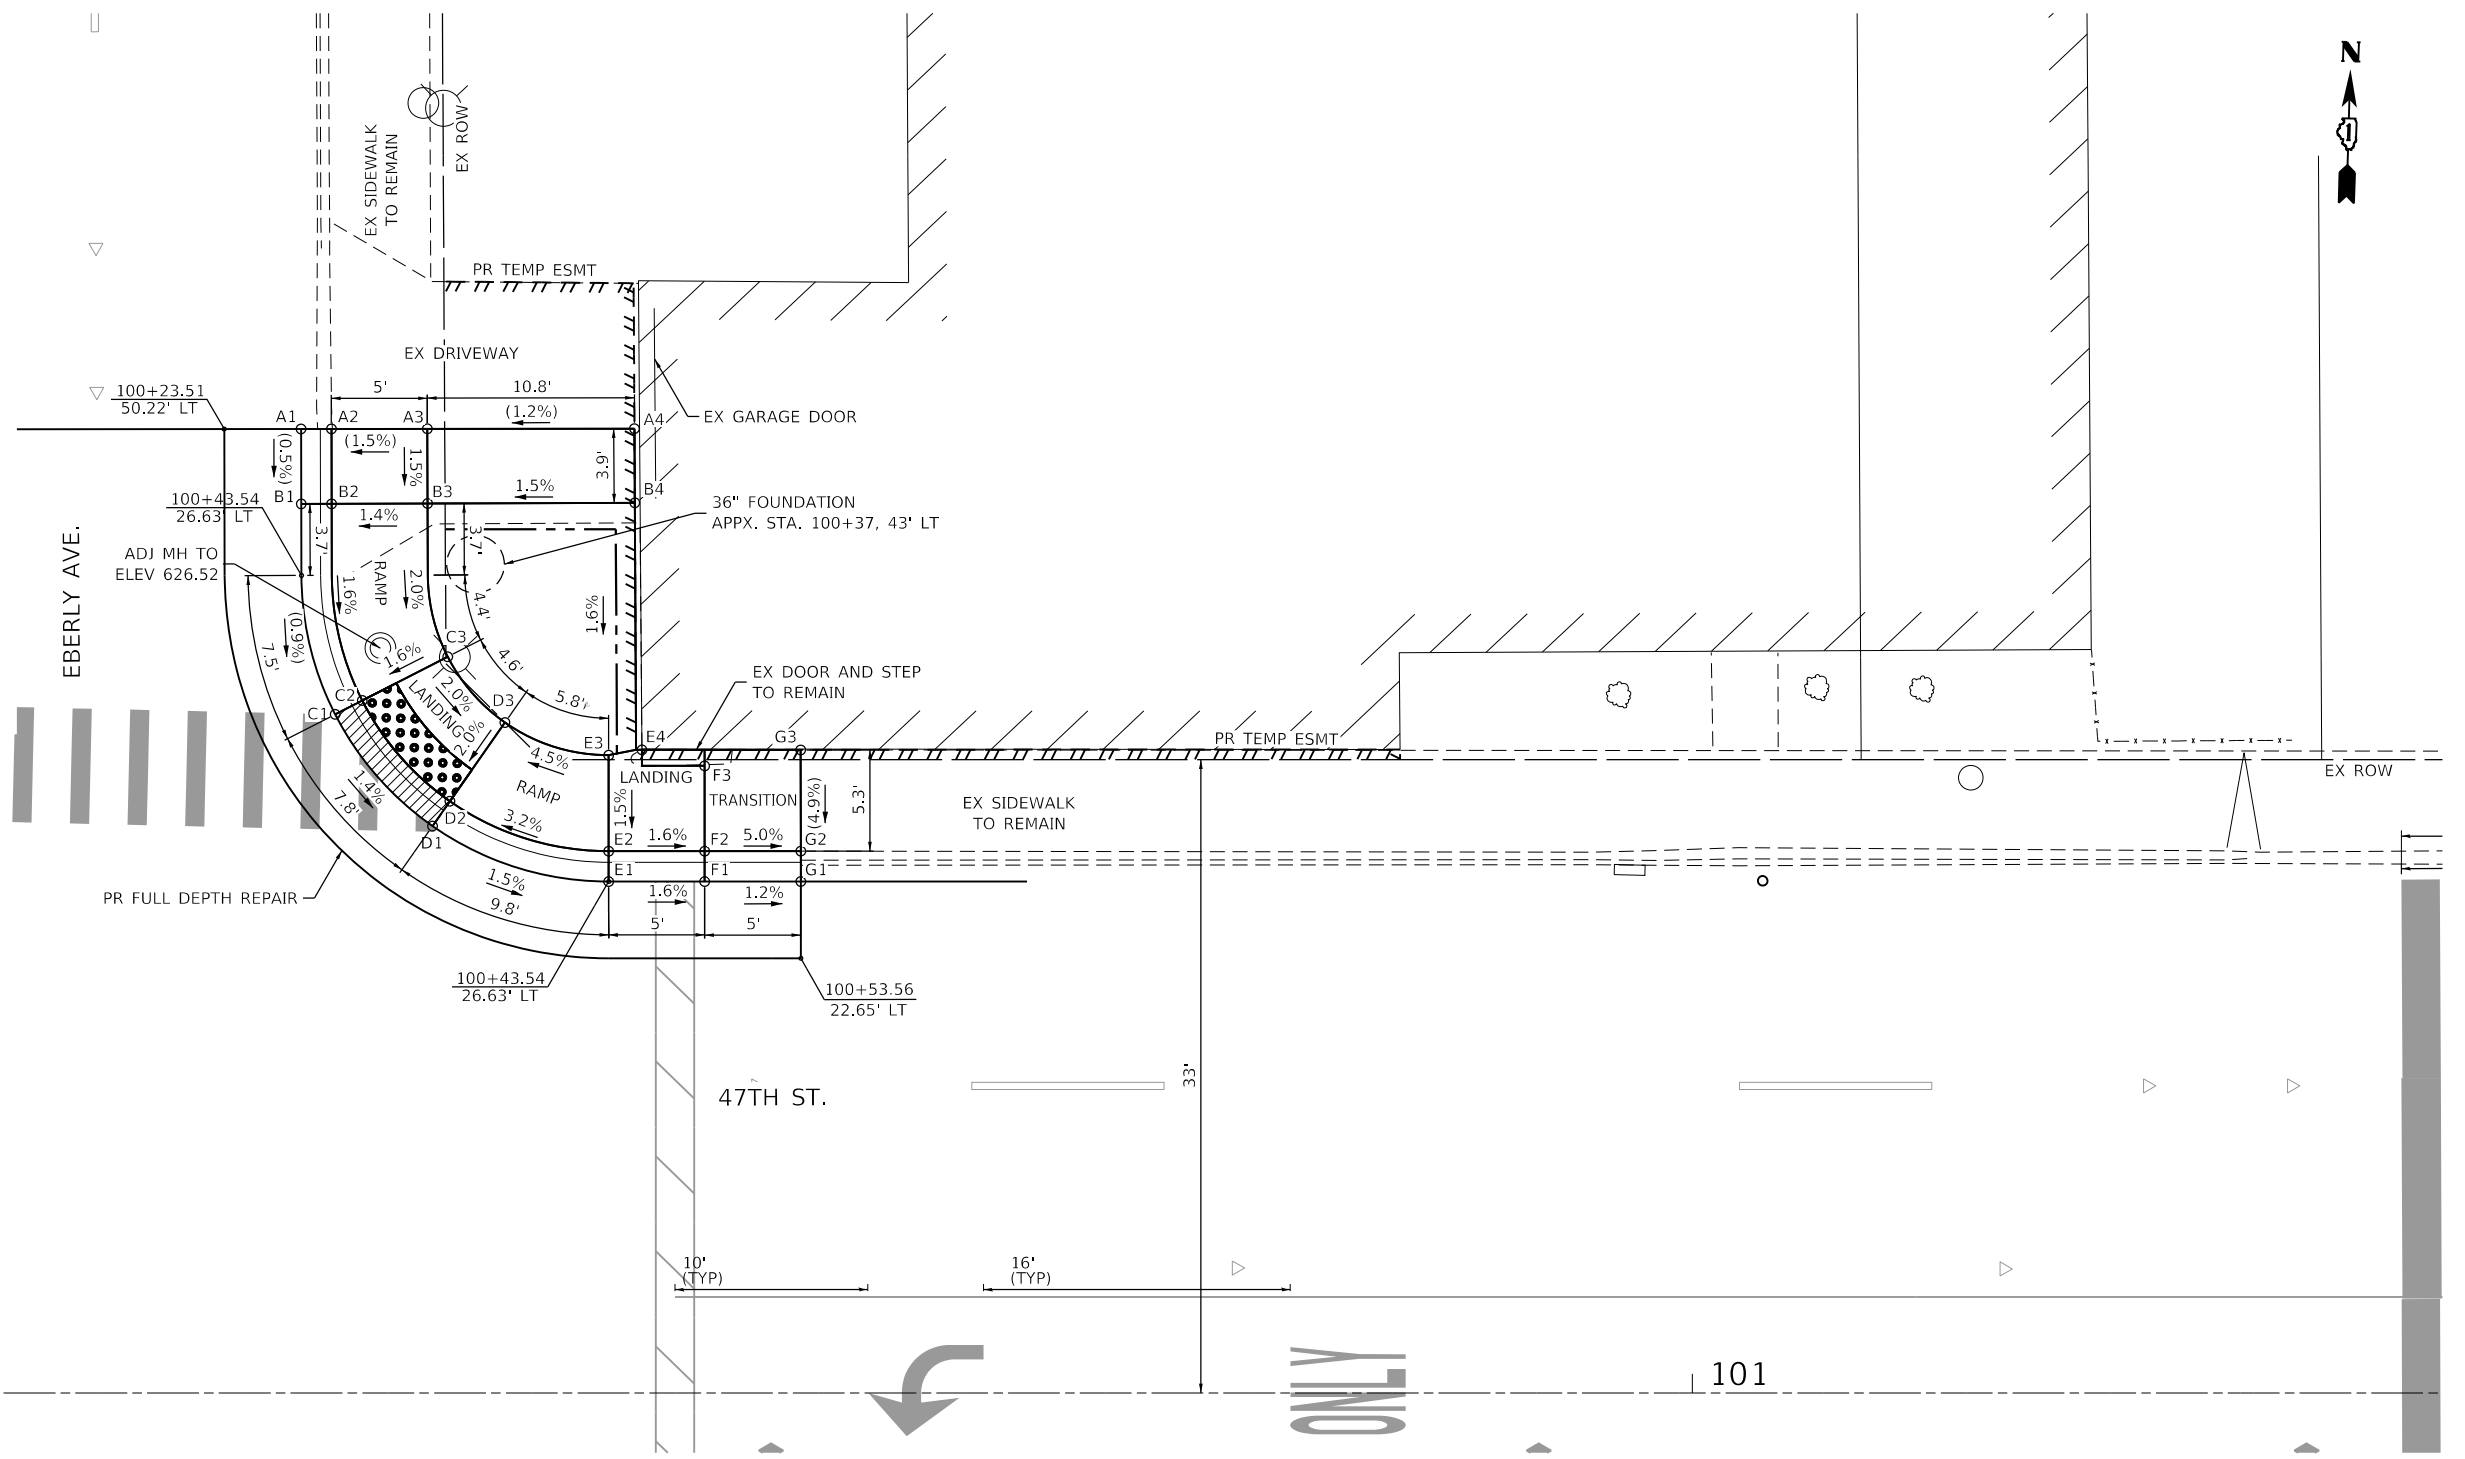 N
1
EX SIDEWALK
TO REMAIN
EX ROW
PR TEMP ESMT
EX DRIVEWAY
100+23.51
50.22' LT
5'
10.8'
A1
A2
A3
(1.2%)
A4
EX GARAGE DOOR
(0.5%)
(1.5%)
1.5%
3.9'
100+43.54
26.63' LT
B1
B2
B3
1.5%
B4
1.4%
36" FOUNDATION
APPX. STA. 100+37, 43' LT
3.7'
3.7'
EBERLY AVE.
ADJ MH TO
ELEV 626.52
RAMP
1.6%
2.0%
4.4'
1.6%
(0.9%)
7.5'
C3
1.6%
4.6'
EX DOOR AND STEP
TO REMAIN
C2
C1
LANDING
2.0%
2.0%
D3
5.8'
E3
E4
G3
PR TEMP ESMT
4.5%
LANDING
F3
EX ROW
RAMP
TRANSITION
1.4%
7.8'
3.2%
1.5%
(4.9%)
5.3'
EX SIDEWALK
TO REMAIN
D2
D1
E2
1.6%
F2
5.0%
G2
E1
F1
G1
1.5%
9.8'
1.6%
1.2%
5'
5'
PR FULL DEPTH REPAIR
100+43.54
26.63' LT
100+53.56
22.65' LT
33'
47TH ST.
10'
(TYP)
16'
(TYP)
ONLY
101